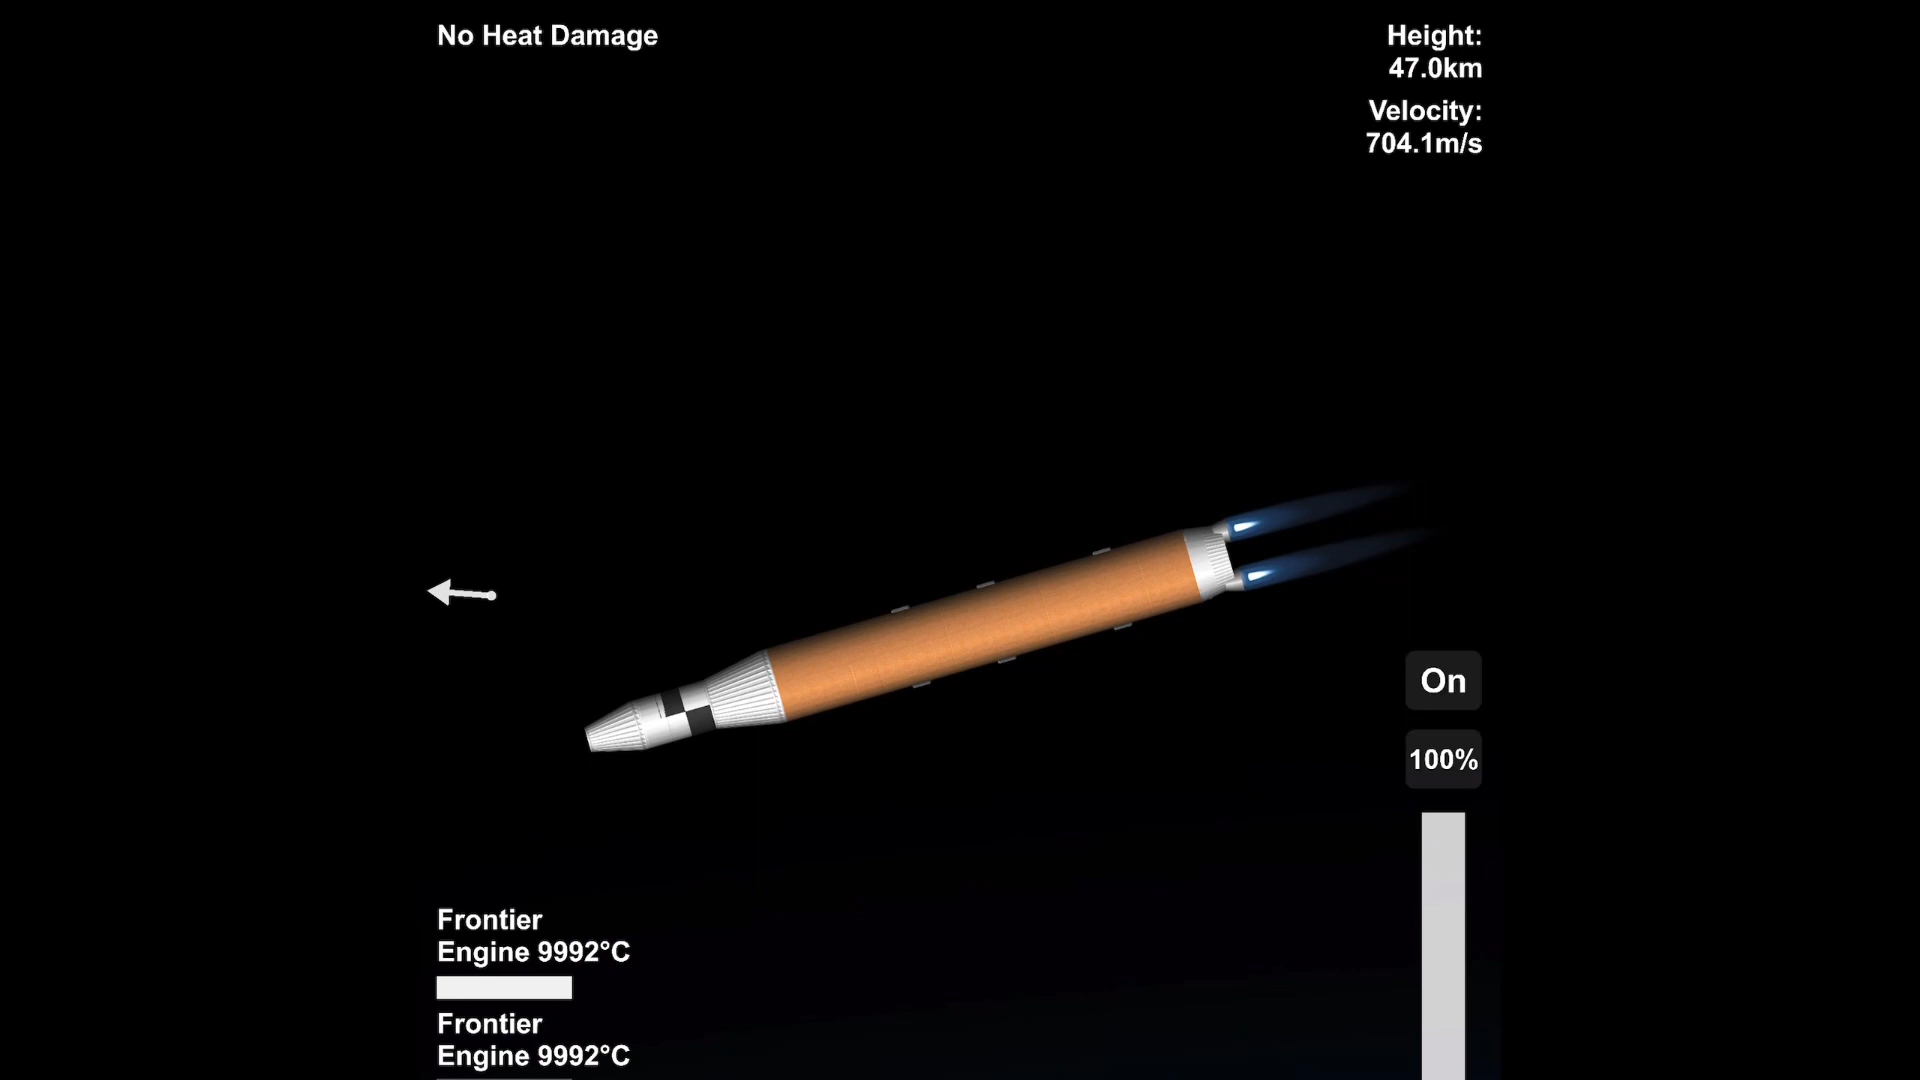 No Heat Damage
Height:
47.0km
Velocity:
704.1m/s
On
100%
Frontier
Engine 9992°C
Frontier
Engine 9992°C